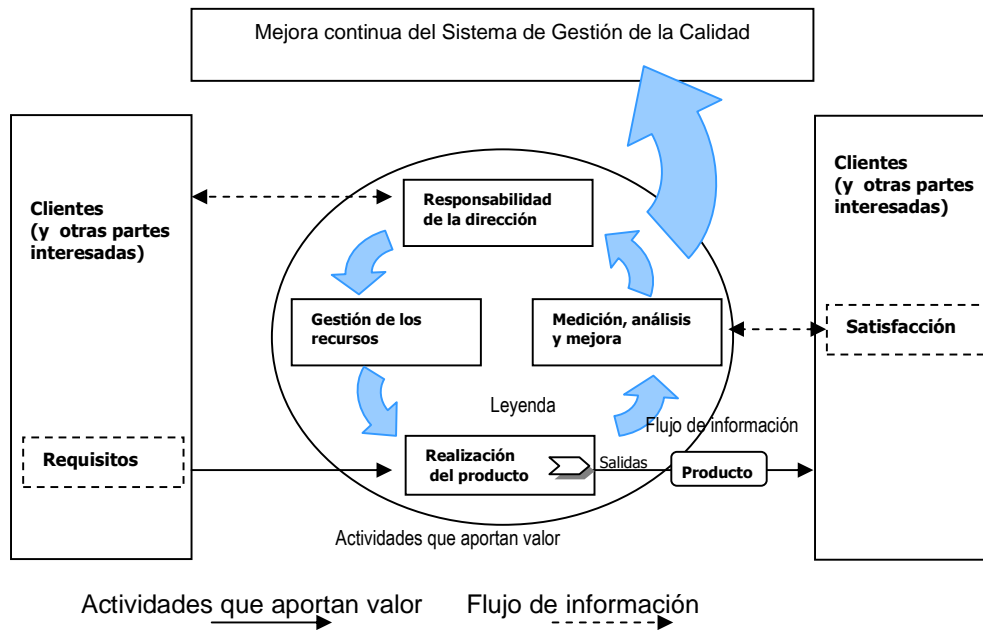 Mejora continua del Sistema de Gestión de la Calidad
Clientes
(y otras partes
interesadas)
Responsabilidad
de la dirección
Clientes
(y otras partes
interesadas)
Gestión de los
recursos
Medición, análisis
y mejora
Satisfacción
Leyenda
Flujo de información
Requisitos
Realización
del producto
Salidas
Producto
Actividades que aportan valor
Actividades que aportan valor
Flujo de información